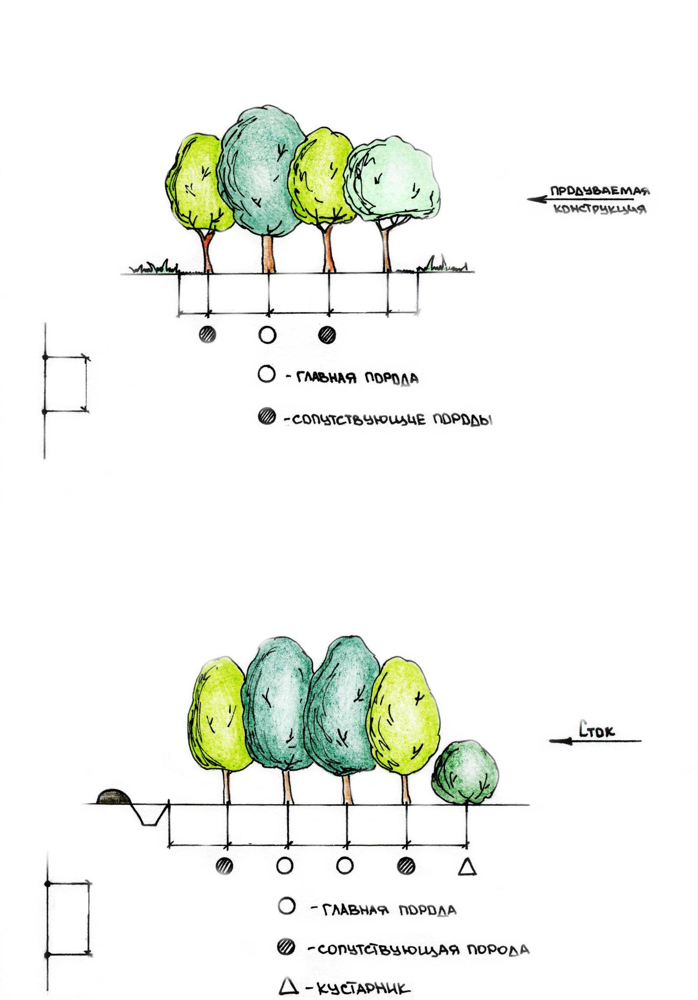 ПРОДУВАЕМАЯ
КОНСТРУКЦИЯ
- ГЛАВНАЯ ПОРОДА
- СОПУТСТВУЮЩИЕ ПОРОДЫ
СТОК
- ГЛАВНАЯ ПОРОДА
- СОПУТСТВУЮЩАЯ ПОРОДА
- КУСТАРНИК